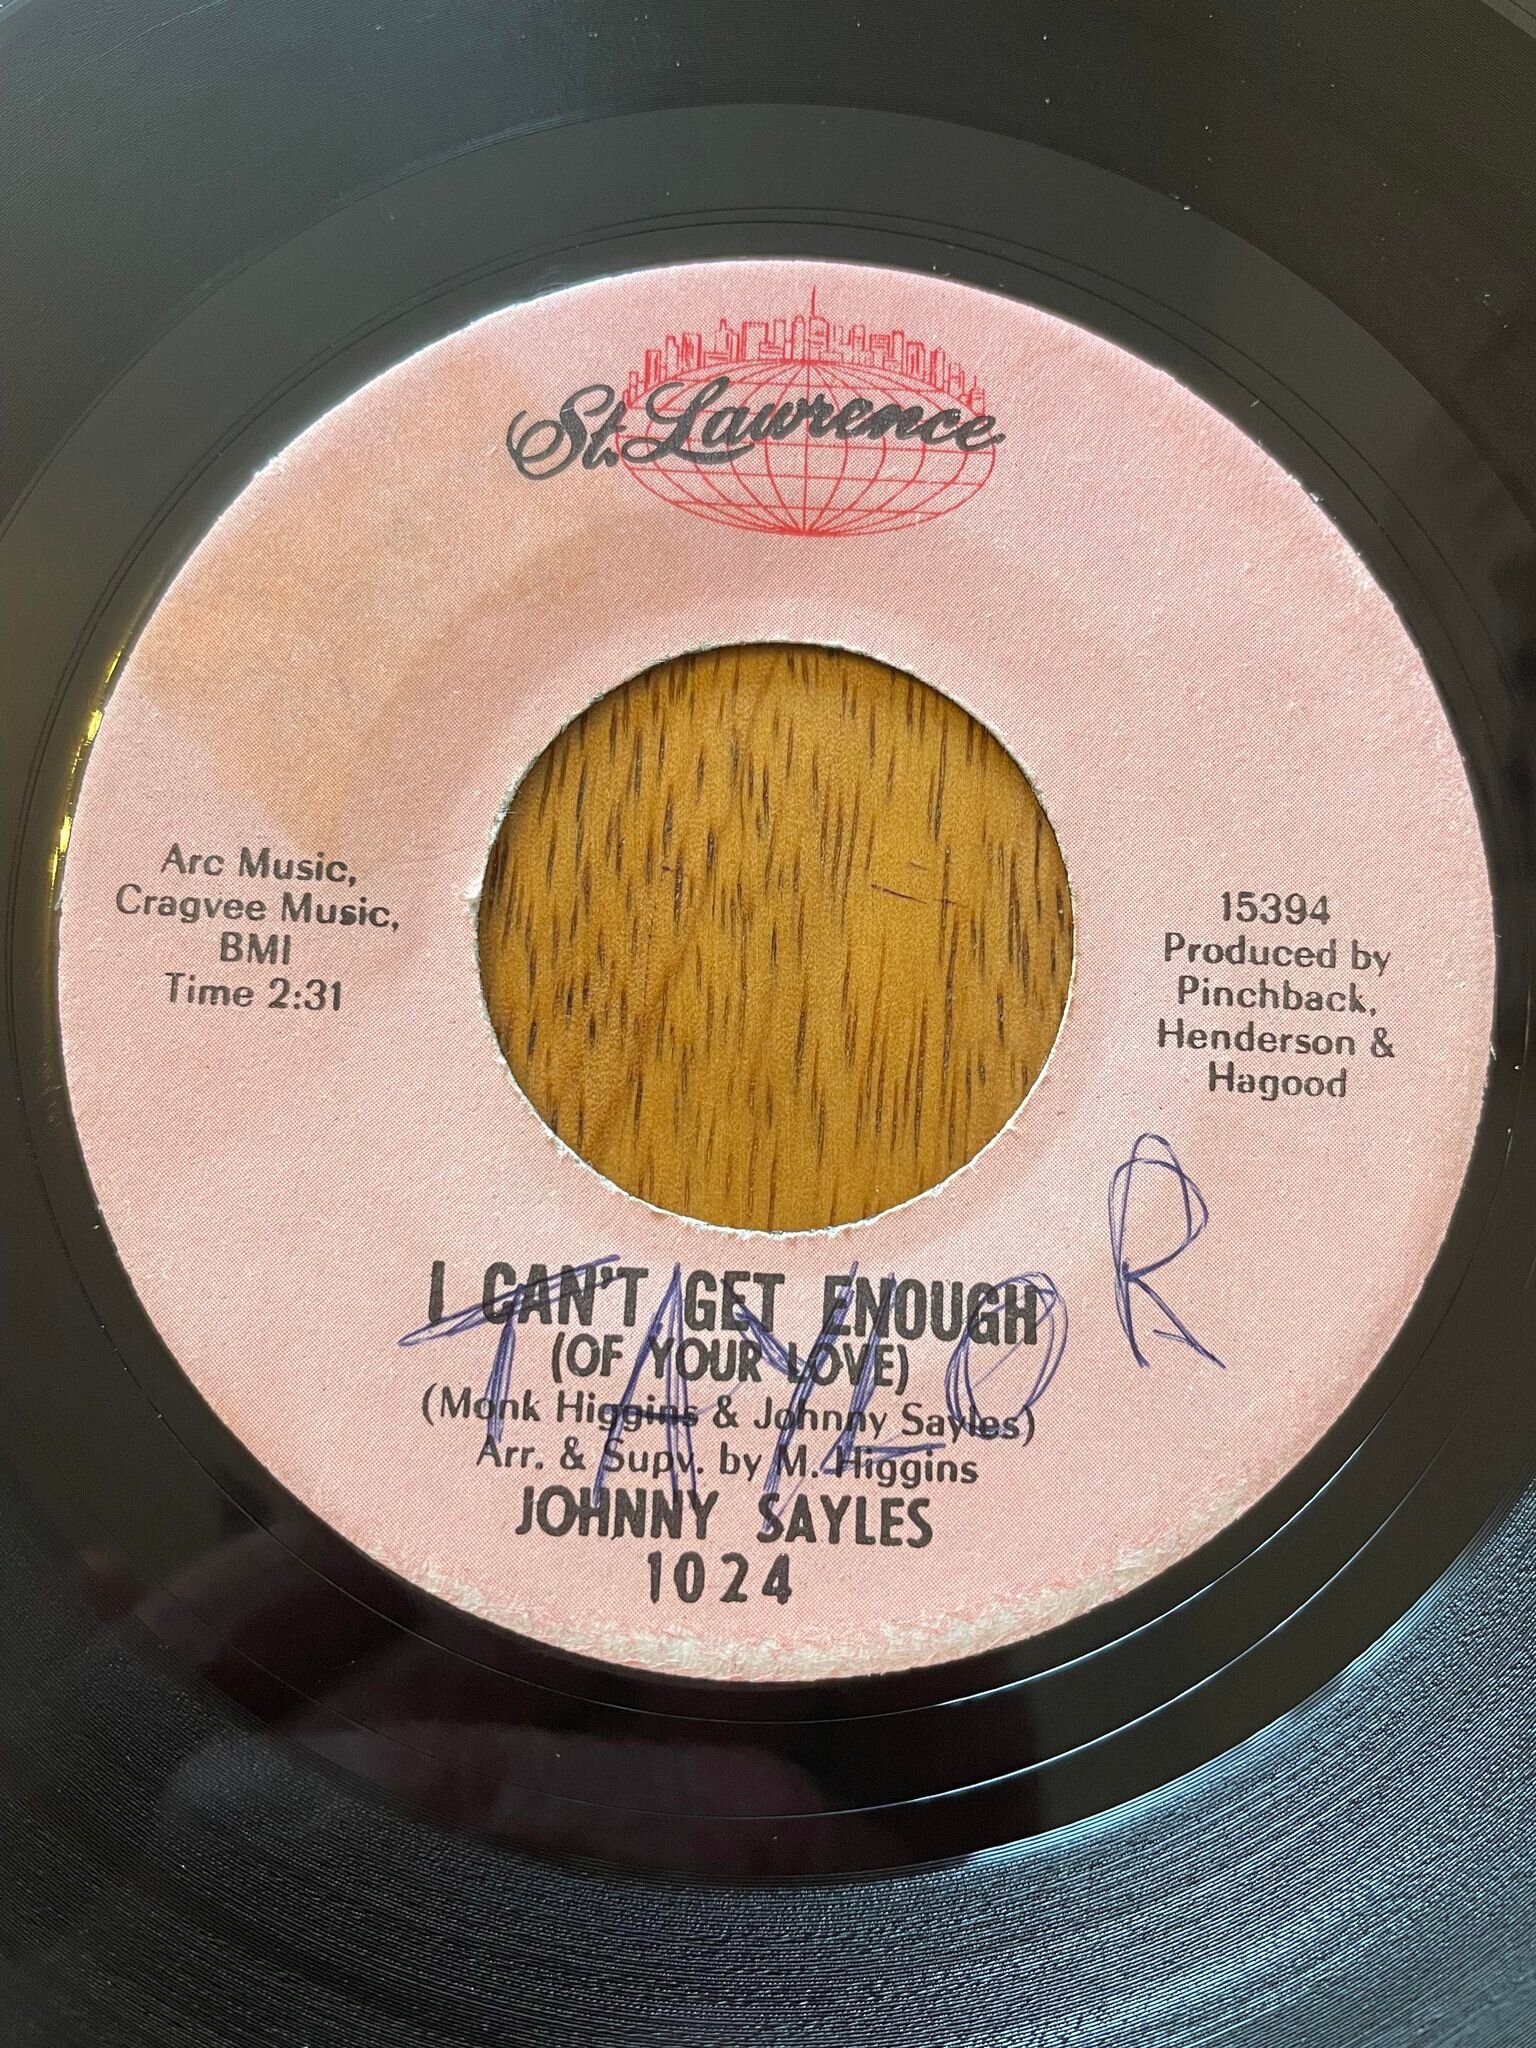 St. Lawrence
Arc Music,
Cragvee Music,
BMI
Time 2:31
15394
Produced by
Pinchback,
Henderson &
Hagood
I CAN'T GET ENOUGH
(OF YOUR LOVE)
(Monk Higgins & Johnny Sayles)
Arr. & Supv. by M. Higgins
JOHNNY SAYLES
1024
TAYLOR